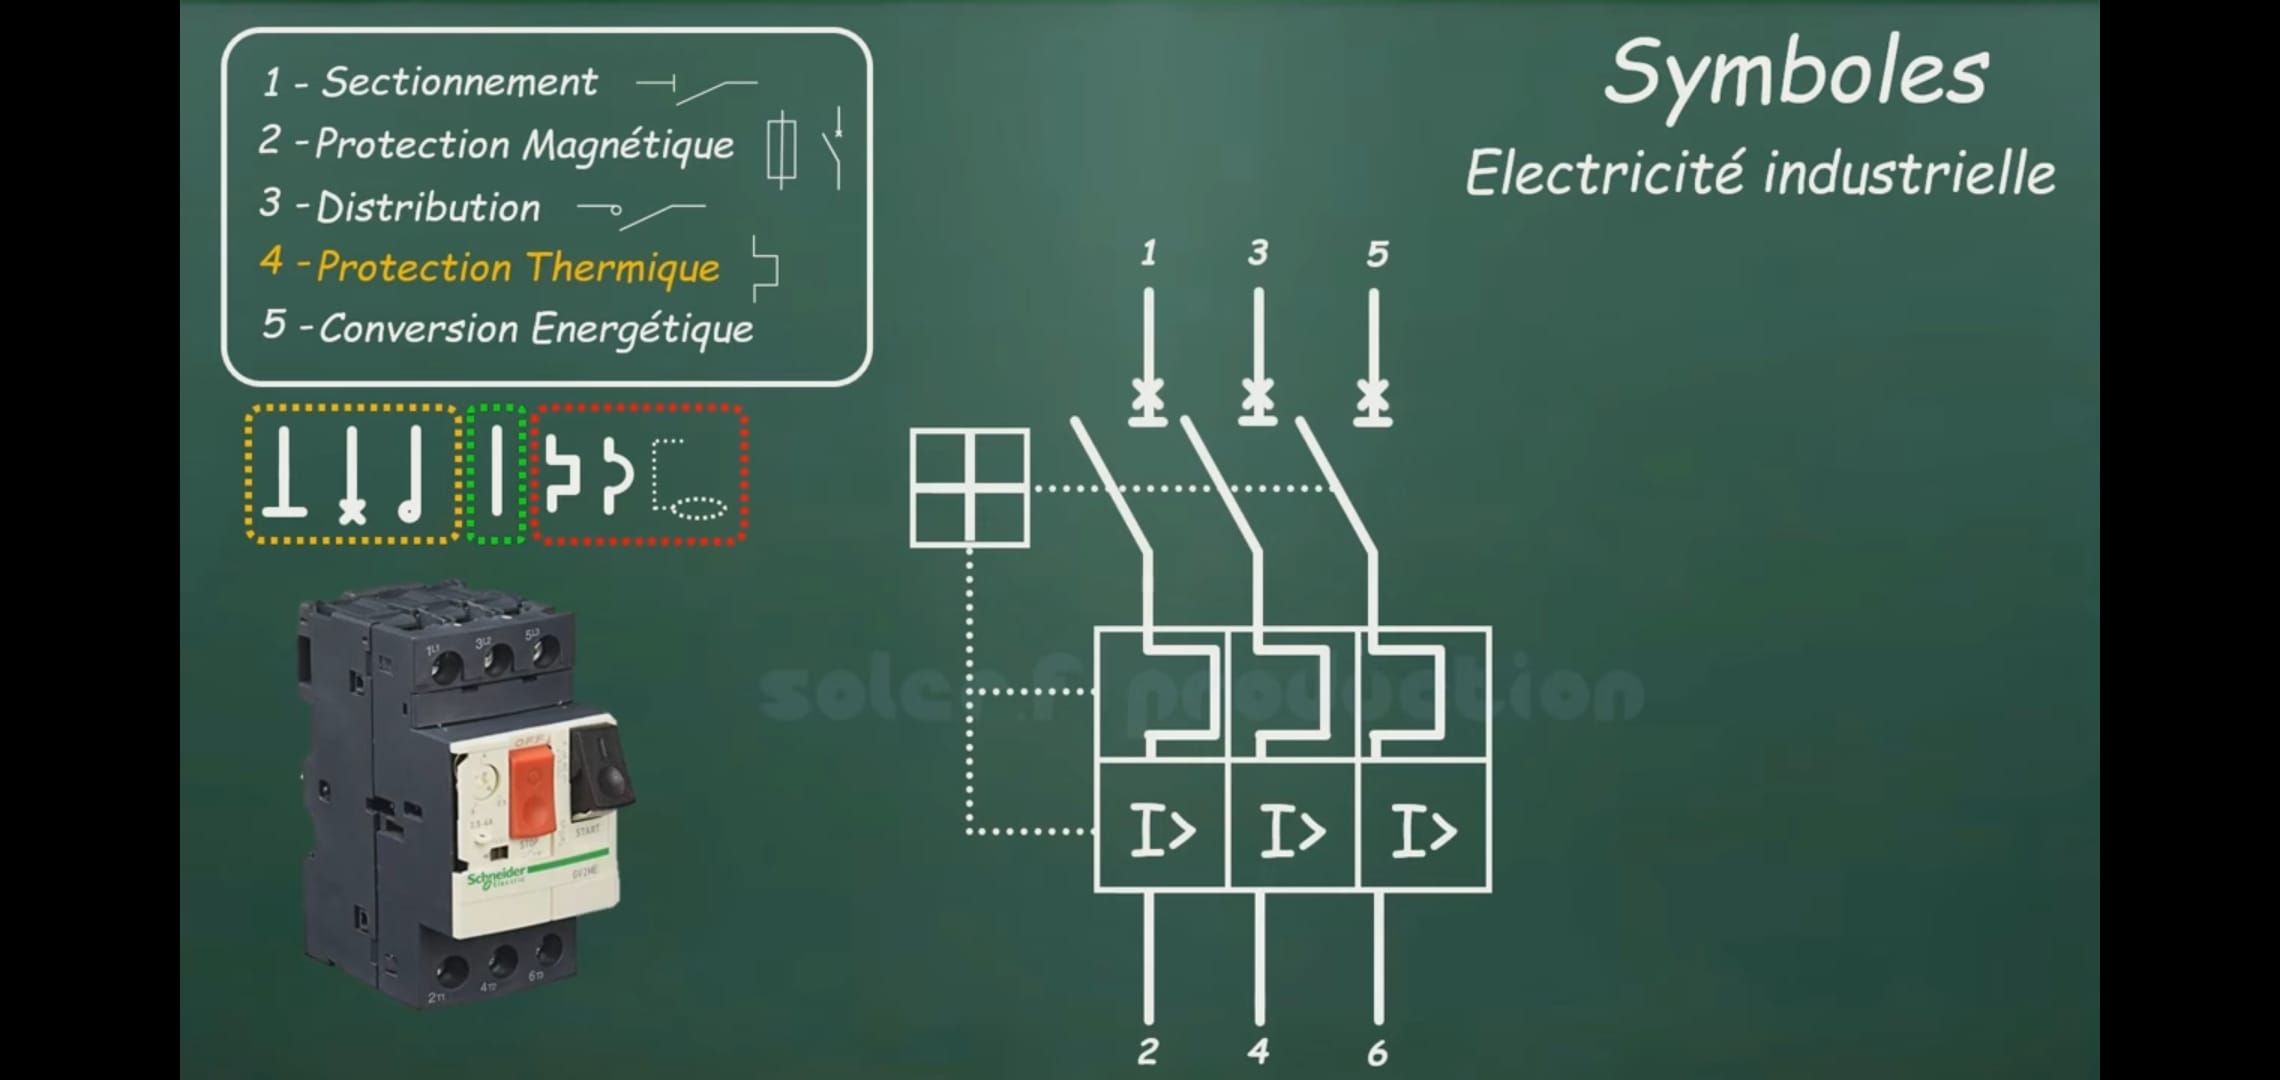 Symboles
Electricité industrielle
1 - Sectionnement
2 - Protection Magnétique
3 - Distribution
4 - Protection Thermique
5 - Conversion Energétique
1 3 5
I> I> I>
2 4 6
soler.f production
1L1 3L2 5L3
OFF
STOP
START
Schneider
Electric
GV2ME
2T1 4T2 6T3